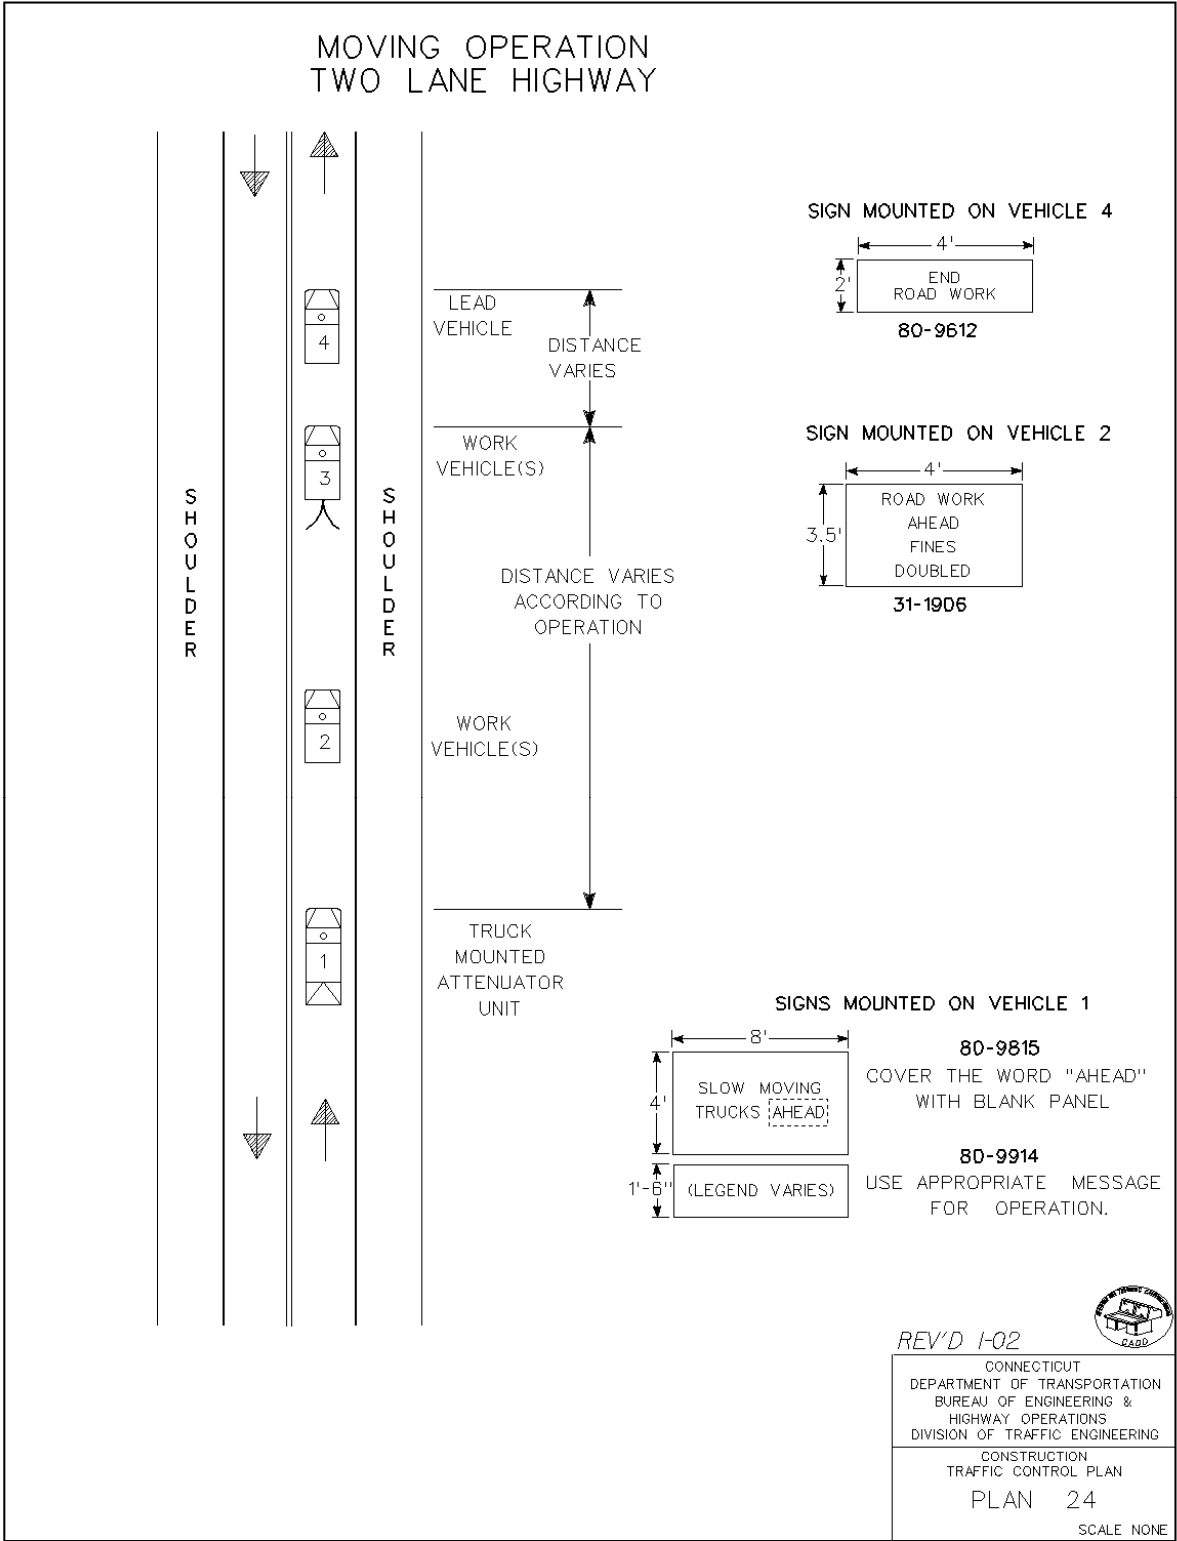 MOVING OPERATION
TWO LANE HIGHWAY
SIGN MOUNTED ON VEHICLE 4
4'
2'
END
ROAD WORK
80-9612
LEAD
VEHICLE
4
DISTANCE
VARIES
SIGN MOUNTED ON VEHICLE 2
4'
3.5'
ROAD WORK
AHEAD
FINES
DOUBLED
31-1906
WORK
VEHICLE(S)
3
SHOULDER
SHOULDER
DISTANCE VARIES
ACCORDING TO
OPERATION
WORK
VEHICLE(S)
2
1
TRUCK
MOUNTED
ATTENUATOR
UNIT
SIGNS MOUNTED ON VEHICLE 1
8'
4'
SLOW MOVING
TRUCKS AHEAD
80-9815
COVER THE WORD "AHEAD"
WITH BLANK PANEL
1'-6"
(LEGEND VARIES)
80-9914
USE APPROPRIATE MESSAGE
FOR OPERATION.
CADD
REV'D 1-02
CONNECTICUT
DEPARTMENT OF TRANSPORTATION
BUREAU OF ENGINEERING &
HIGHWAY OPERATIONS
DIVISION OF TRAFFIC ENGINEERING
CONSTRUCTION
TRAFFIC CONTROL PLAN
PLAN 24
SCALE NONE